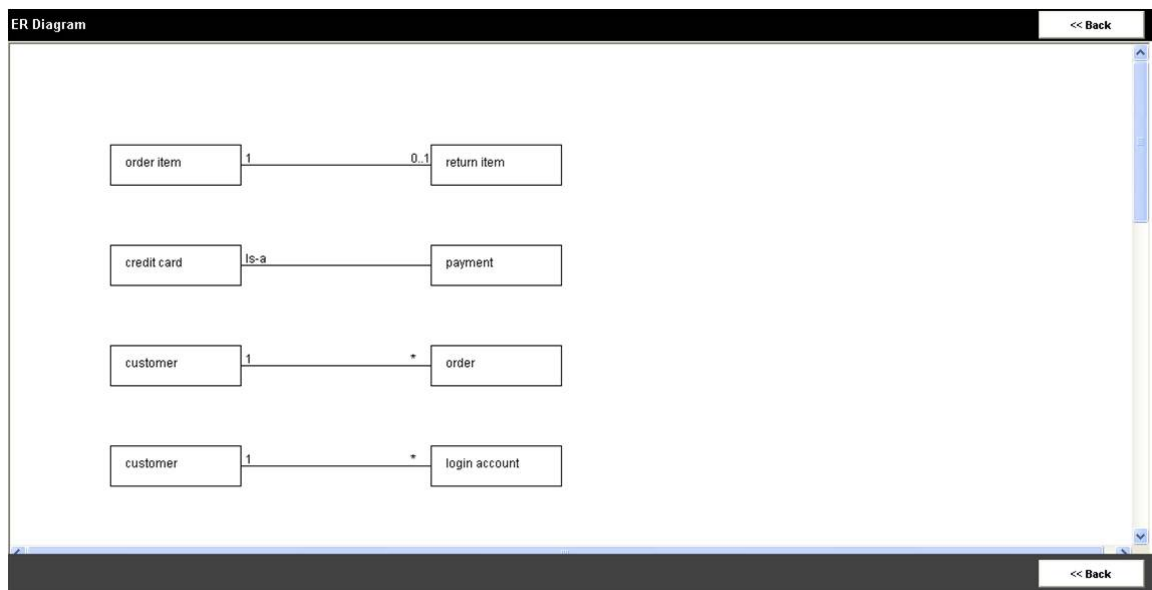 ER Diagram
<< Back
order item 1 0..1 return item
credit card Is-a payment
customer 1 * order
customer 1 * login account
<< Back